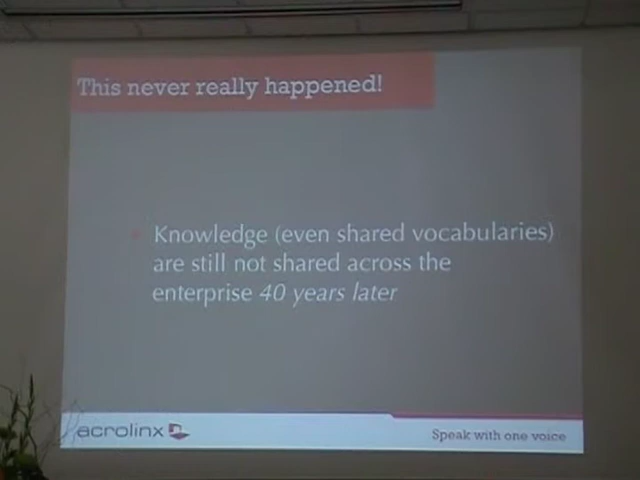 This never really happened!
Knowledge (even shared vocabularies)
are still not shared across the
enterprise 40 years later
acrolinx
Speak with one voice